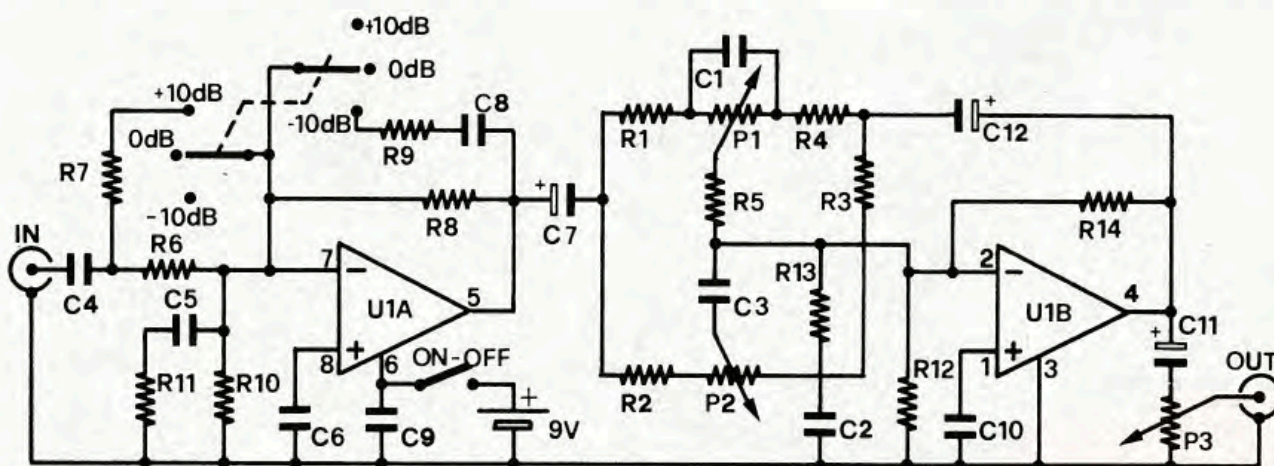 +10dB
0dB
-10dB
+10dB
0dB
-10dB
C8
R9
R7
R8
C7
IN
C4
R6
C5
R11
R10
7
8
6
5
−
+
U1A
ON-OFF
C6
C9
+
9V
+
C1
R1
P1
R4
R5
R3
C12
+
R13
C3
R2
P2
C2
R12
R14
2
1
3
4
−
+
U1B
C10
C11
+
P3
OUT